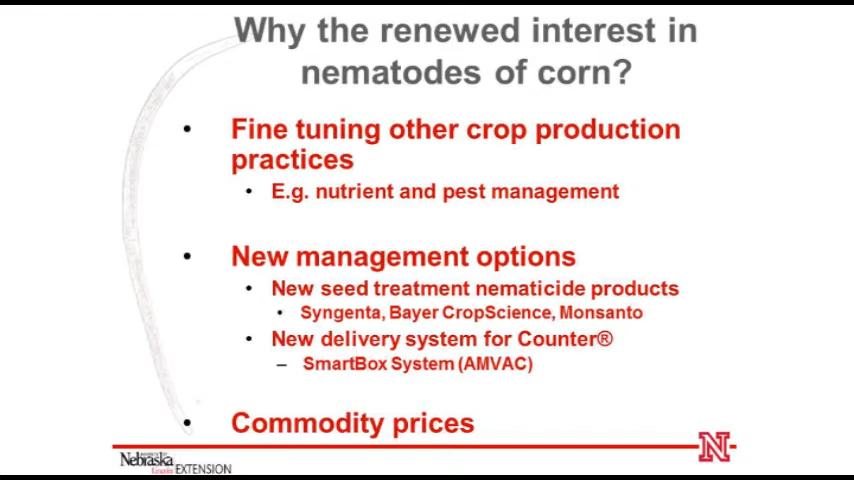 Why the renewed interest in
nematodes of corn?
• Fine tuning other crop production
practices
• E.g. nutrient and pest management
• New management options
• New seed treatment nematicide products
• Syngenta, Bayer CropScience, Monsanto
• New delivery system for Counter®
– SmartBox System (AMVAC)
• Commodity prices
N
Nebraska
Lincoln EXTENSION